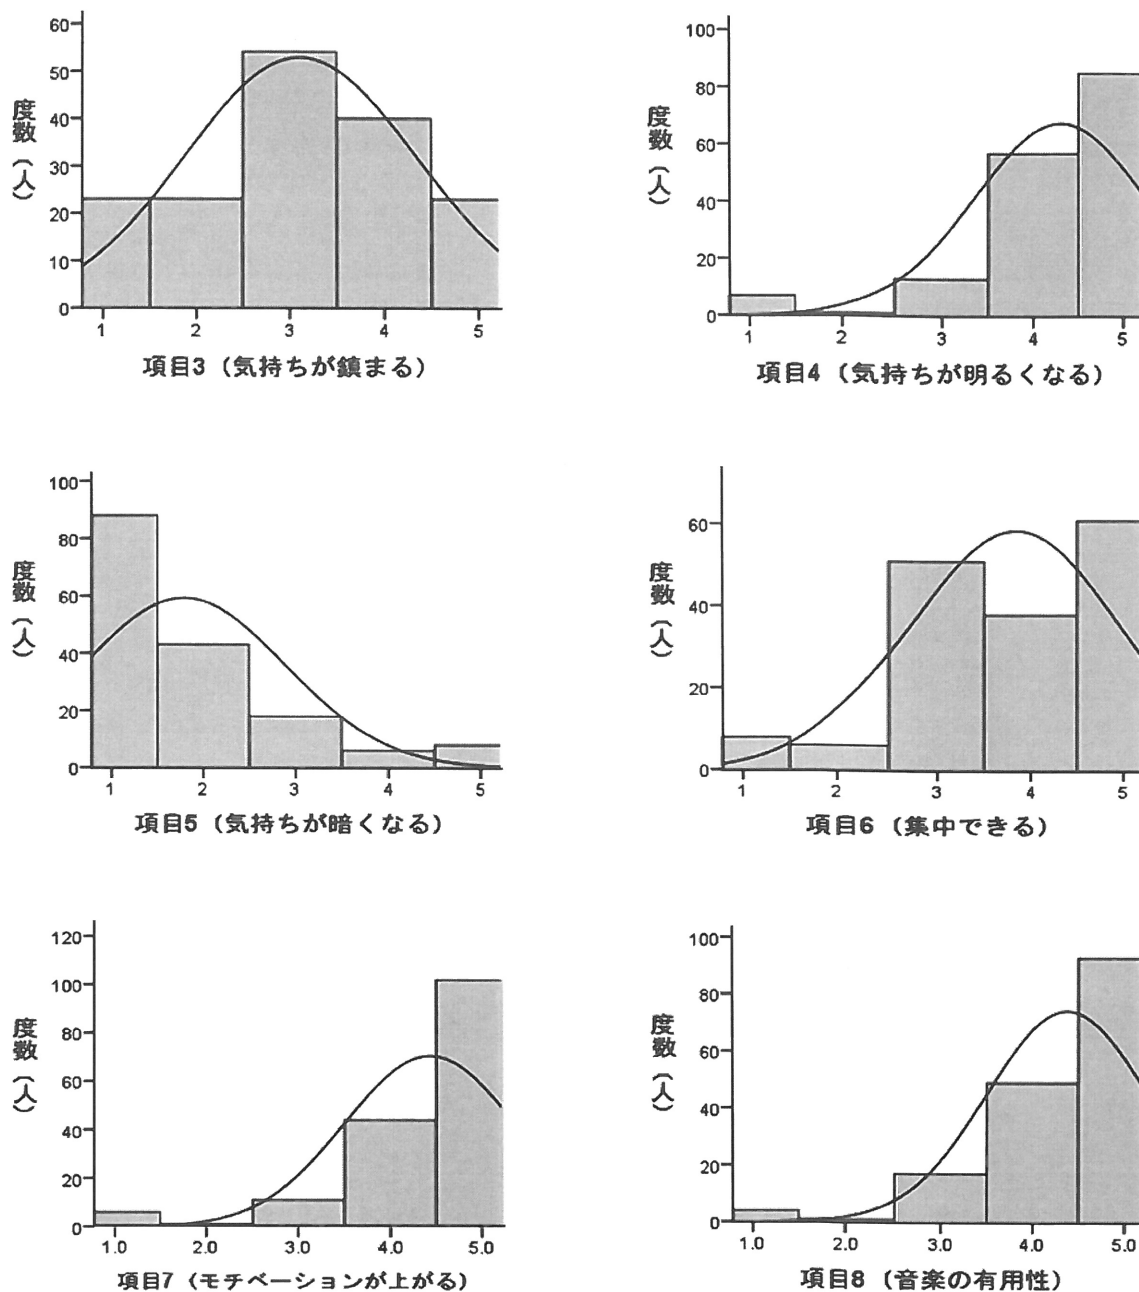 60
50
40
30
20
10
0
度数（人）
1 2 3 4 5
項目3（気持ちが鎮まる）
100
80
60
40
20
0
度数（人）
1 2 3 4 5
項目4（気持ちが明るくなる）
100
80
60
40
20
0
度数（人）
1 2 3 4 5
項目5（気持ちが暗くなる）
60
40
20
0
度数（人）
1 2 3 4 5
項目6（集中できる）
120
100
80
60
40
20
0
度数（人）
1.0 2.0 3.0 4.0 5.0
項目7（モチベーションが上がる）
100
80
60
40
20
0
度数（人）
1.0 2.0 3.0 4.0 5.0
項目8（音楽の有用性）